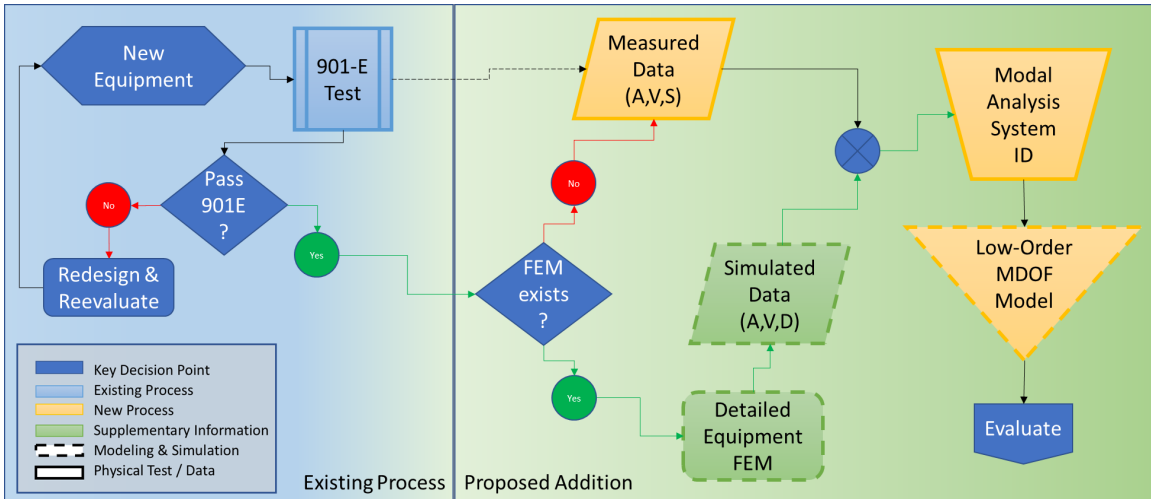 New
Equipment
901-E
Test
Pass
901E
?
No
Yes
Redesign &
Reevaluate
Measured
Data
(A,V,S)
No
FEM
exists
?
Yes
Simulated
Data
(A,V,D)
Detailed
Equipment
FEM
Modal
Analysis
System
ID
Low-Order
MDOF
Model
Evaluate
Key Decision Point
Existing Process
New Process
Supplementary Information
Modeling & Simulation
Physical Test / Data
Existing Process
Proposed Addition